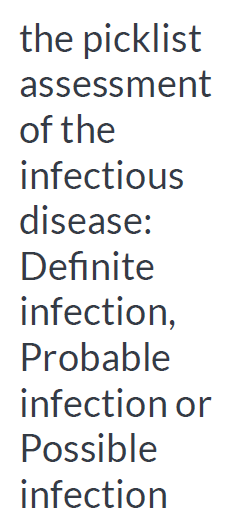 the picklist
assessment
of the
infectious
disease:
Definite
infection,
Probable
infection or
Possible
infection